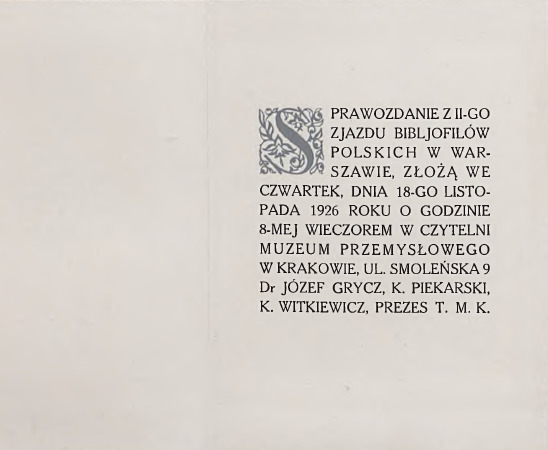 SPRAWOZDANIE Z II-GO
ZJAZDU BIBLJOFILÓW
POLSKICH W WAR-
SZAWIE, ZŁOŻĄ WE
CZWARTEK, DNIA 18-GO LISTO-
PADA 1926 ROKU O GODZINIE
8-MEJ WIECZOREM W CZYTELNI
MUZEUM PRZEMYSŁOWEGO
W KRAKOWIE, UL. SMOLEŃSKA 9
Dr JÓZEF GRYCZ, K. PIEKARSKI,
K. WITKIEWICZ, PREZES T. M. K.